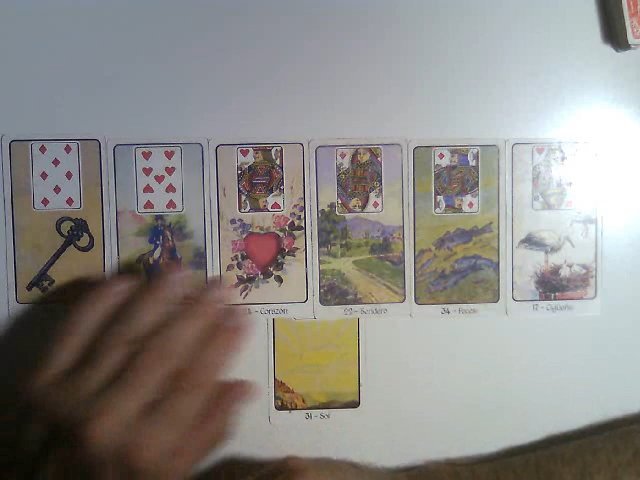 22 - Sendero
34 - Peces
17 - Cigüeña
31 - Sol
- Corazón